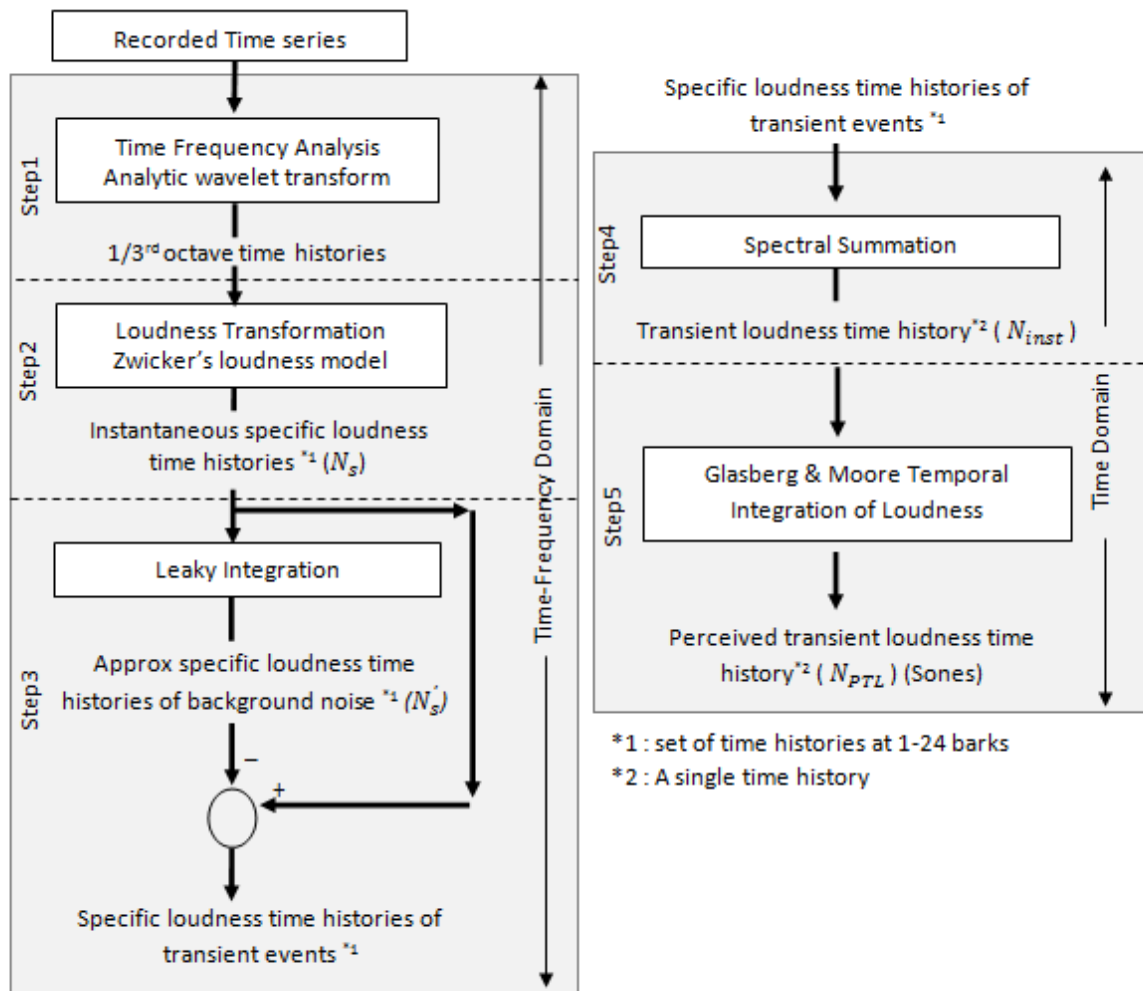 Recorded Time series
Step1
Time Frequency Analysis
Analytic wavelet transform
1/3rd octave time histories
Step2
Loudness Transformation
Zwicker's loudness model
Instantaneous specific loudness
time histories *1 (Ns)
Step3
Leaky Integration
Approx specific loudness time
histories of background noise *1 (Ns′)
−
+
Specific loudness time histories of
transient events *1
Time-Frequency Domain
Specific loudness time histories of
transient events *1
Step4
Spectral Summation
Transient loudness time history*2 ( Ninst )
Step5
Glasberg & Moore Temporal
Integration of Loudness
Perceived transient loudness time
history*2 ( NPTL ) (Sones)
Time Domain
*1 : set of time histories at 1-24 barks
*2 : A single time history